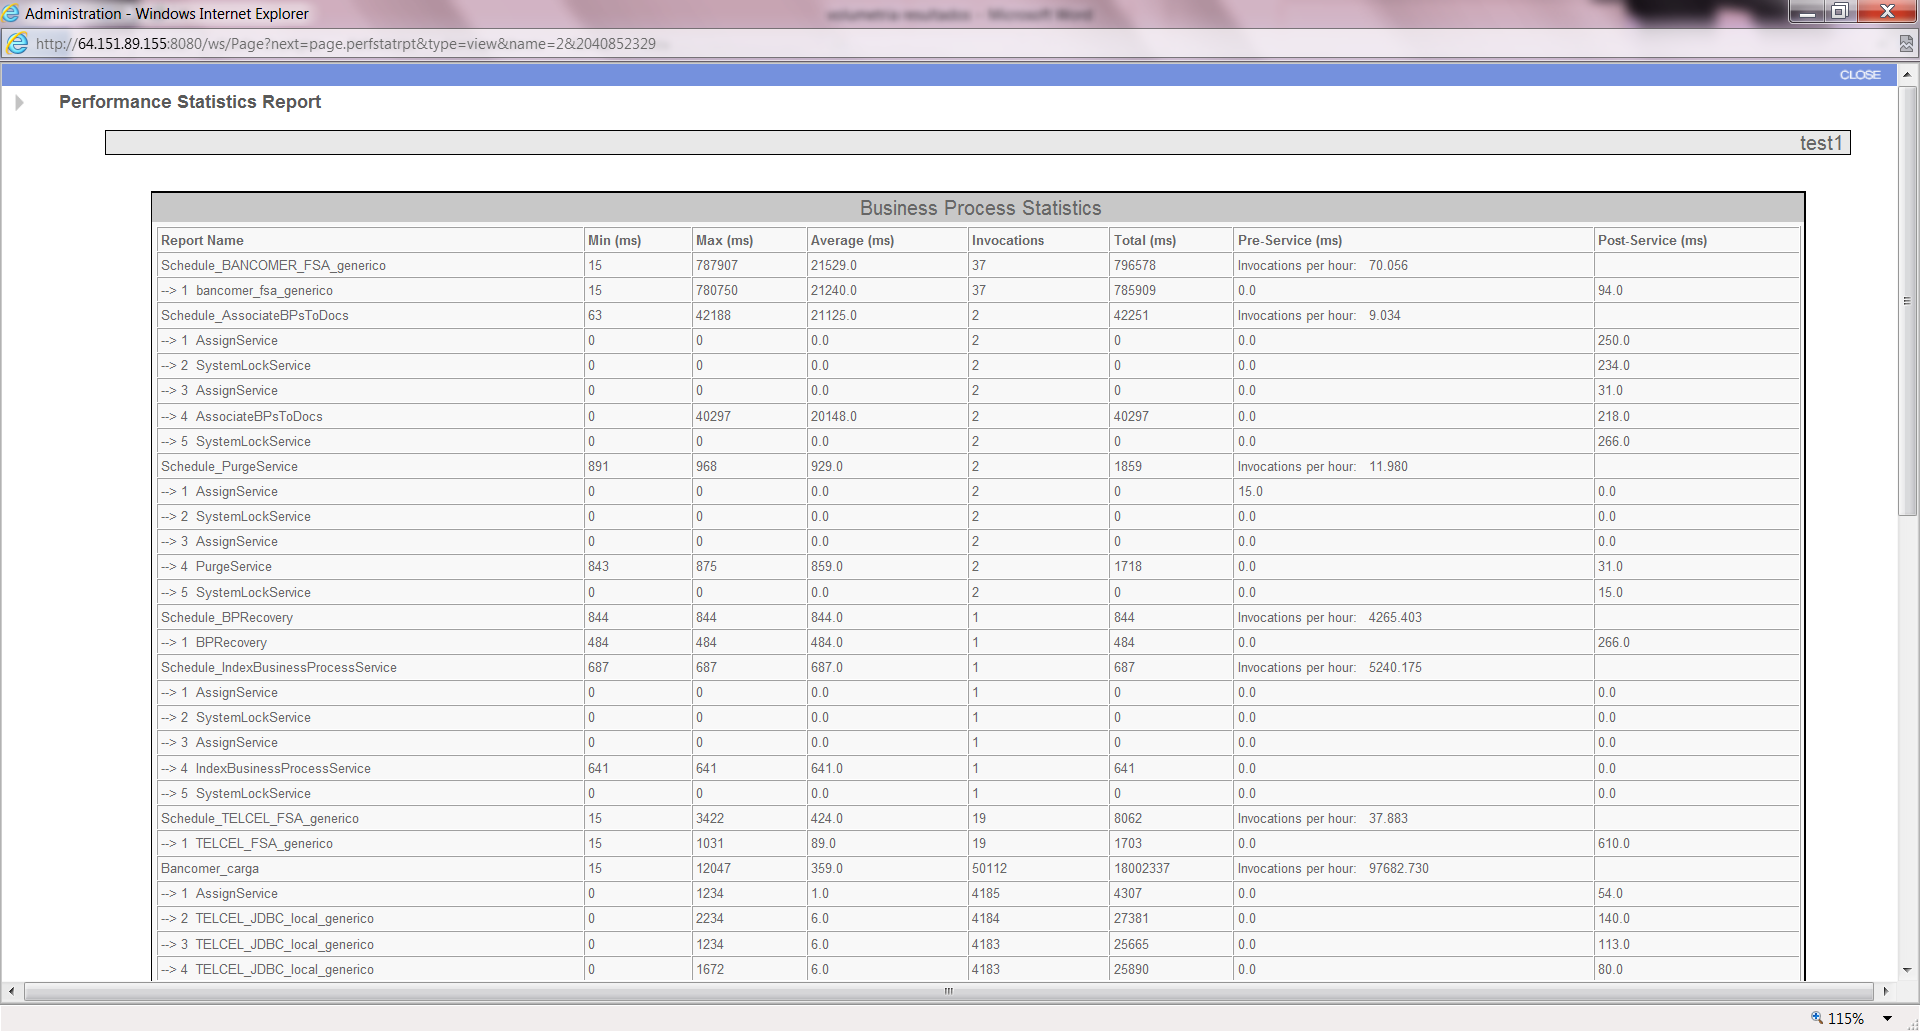 Administration - Windows Internet Explorer
volumetria resultados - Microsoft Word
http://64.151.89.155:8080/ws/Page?next=page.perfstatrpt&type=view&name=2&2040852329
CLOSE
Performance Statistics Report
test1
Business Process Statistics
Report Name Min (ms) Max (ms) Average (ms) Invocations Total (ms) Pre-Service (ms) Post-Service (ms)
Schedule_BANCOMER_FSA_generico 15 787907 21529.0 37 796578 Invocations per hour: 70.056
--> 1 bancomer_fsa_generico 15 780750 21240.0 37 785909 0.0 94.0
Schedule_AssociateBPsToDocs 63 42188 21125.0 2 42251 Invocations per hour: 9.034
--> 1 AssignService 0 0 0.0 2 0 0.0 250.0
--> 2 SystemLockService 0 0 0.0 2 0 0.0 234.0
--> 3 AssignService 0 0 0.0 2 0 0.0 31.0
--> 4 AssociateBPsToDocs 0 40297 20148.0 2 40297 0.0 218.0
--> 5 SystemLockService 0 0 0.0 2 0 0.0 266.0
Schedule_PurgeService 891 968 929.0 2 1859 Invocations per hour: 11.980
--> 1 AssignService 0 0 0.0 2 0 15.0 0.0
--> 2 SystemLockService 0 0 0.0 2 0 0.0 0.0
--> 3 AssignService 0 0 0.0 2 0 0.0 0.0
--> 4 PurgeService 843 875 859.0 2 1718 0.0 31.0
--> 5 SystemLockService 0 0 0.0 2 0 0.0 15.0
Schedule_BPRecovery 844 844 844.0 1 844 Invocations per hour: 4265.403
--> 1 BPRecovery 484 484 484.0 1 484 0.0 266.0
Schedule_IndexBusinessProcessService 687 687 687.0 1 687 Invocations per hour: 5240.175
--> 1 AssignService 0 0 0.0 1 0 0.0 0.0
--> 2 SystemLockService 0 0 0.0 1 0 0.0 0.0
--> 3 AssignService 0 0 0.0 1 0 0.0 0.0
--> 4 IndexBusinessProcessService 641 641 641.0 1 641 0.0 0.0
--> 5 SystemLockService 0 0 0.0 1 0 0.0 0.0
Schedule_TELCEL_FSA_generico 15 3422 424.0 19 8062 Invocations per hour: 37.883
--> 1 TELCEL_FSA_generico 15 1031 89.0 19 1703 0.0 610.0
Bancomer_carga 15 12047 359.0 50112 18002337 Invocations per hour: 97682.730
--> 1 AssignService 0 1234 1.0 4185 4307 0.0 54.0
--> 2 TELCEL_JDBC_local_generico 0 2234 6.0 4184 27381 0.0 140.0
--> 3 TELCEL_JDBC_local_generico 0 1234 6.0 4183 25665 0.0 113.0
--> 4 TELCEL_JDBC_local_generico 0 1672 6.0 4183 25890 0.0 80.0
115%